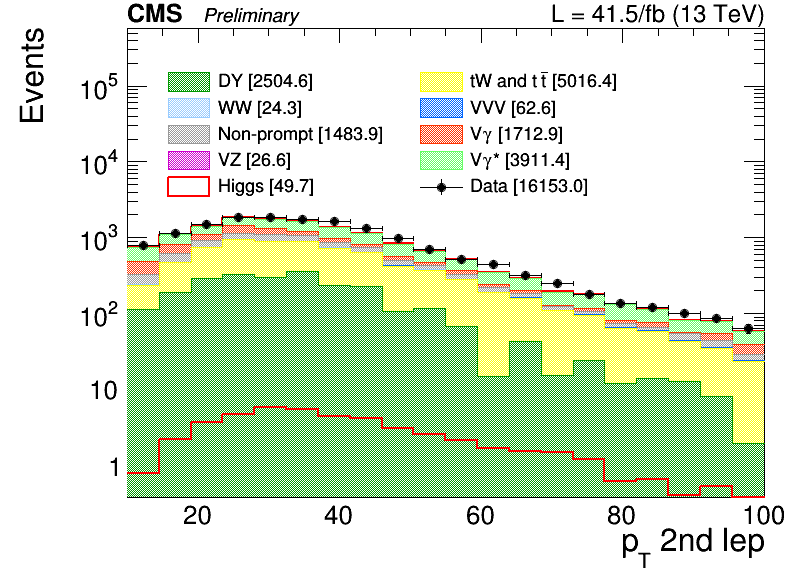 CMS Preliminary L = 41.5/fb (13 TeV)
Events
10^5
10^4
10^3
10^2
10
1
DY [2504.6]
WW [24.3]
Non-prompt [1483.9]
VZ [26.6]
Higgs [49.7]
tW and tt̅ [5016.4]
VVV [62.6]
Vγ [1712.9]
Vγ* [3911.4]
Data [16153.0]
20 40 60 80 100
p_T 2nd lep